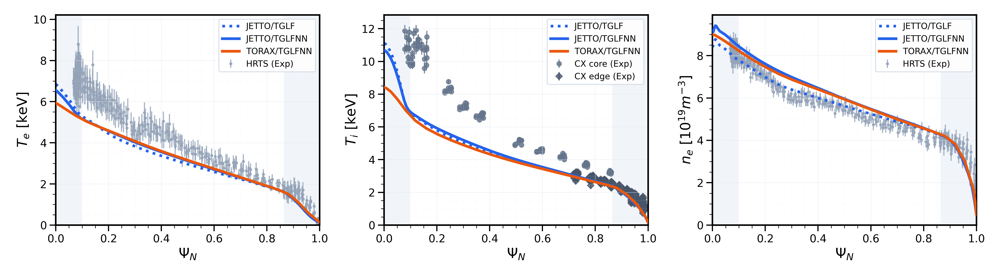 10
8
6
4
2
0
0.0 0.2 0.4 0.6 0.8 1.0
T_e [keV]
Ψ_N
JETTO/TGLF
JETTO/TGLFNN
TORAX/TGLFNN
HRTS (Exp)
12
10
8
6
4
2
0
0.0 0.2 0.4 0.6 0.8 1.0
T_i [keV]
Ψ_N
JETTO/TGLF
JETTO/TGLFNN
TORAX/TGLFNN
CX core (Exp)
CX edge (Exp)
8
6
4
2
0
0.0 0.2 0.4 0.6 0.8 1.0
n_e [10^19 m^−3]
Ψ_N
JETTO/TGLF
JETTO/TGLFNN
TORAX/TGLFNN
HRTS (Exp)